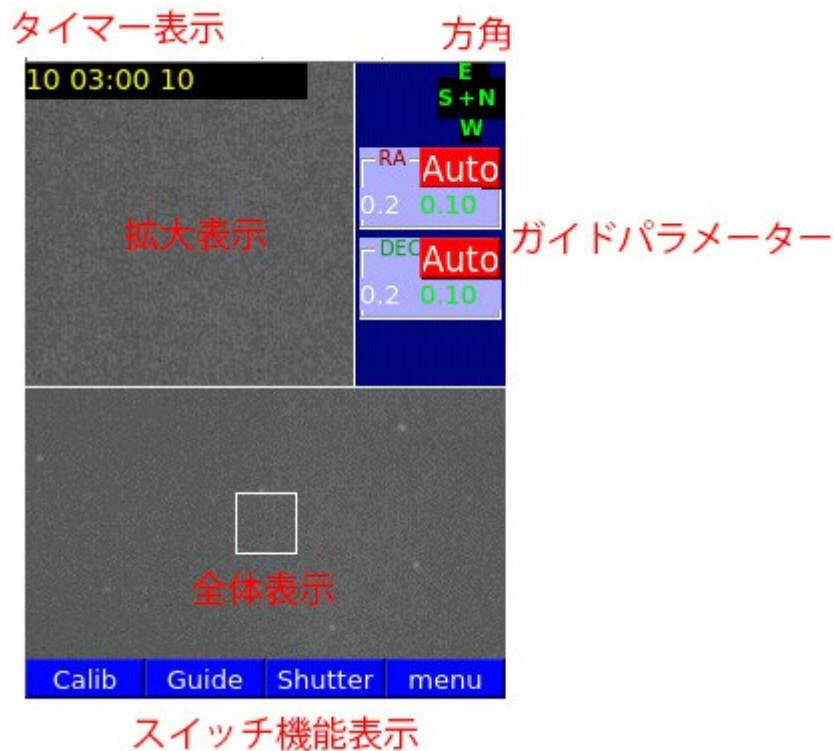 タイマー表示
方角
10 03:00 10
E
S + N
W
RA
Auto
0.2 0.10
拡大表示
ガイドパラメーター
DEC
Auto
0.2 0.10
全体表示
Calib Guide Shutter menu
スイッチ機能表示